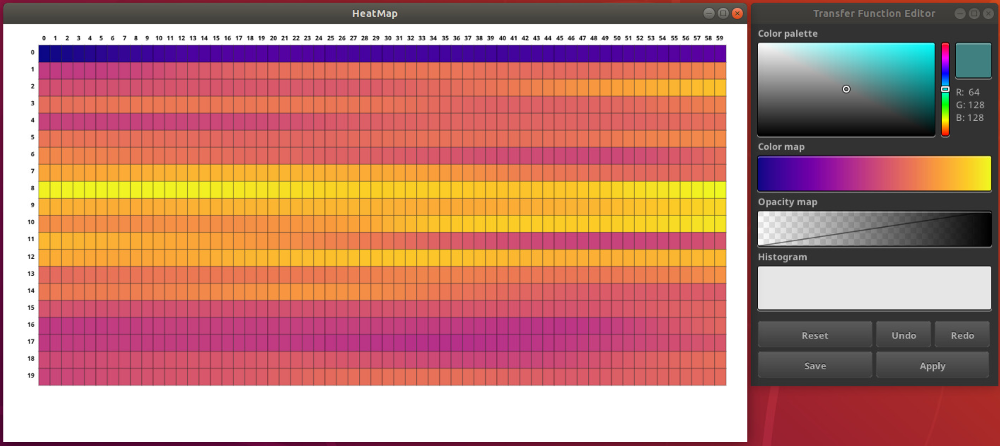 HeatMap
0 1 2 3 4 5 6 7 8 9 10 11 12 13 14 15 16 17 18 19 20 21 22 23 24 25 26 27 28 29 30 31 32 33 34 35 36 37 38 39 40 41 42 43 44 45 46 47 48 49 50 51 52 53 54 55 56 57 58 59
0
1
2
3
4
5
6
7
8
9
10
11
12
13
14
15
16
17
18
19
Transfer Function Editor
Color palette
R: 64
G: 128
B: 128
Color map
Opacity map
Histogram
Reset Undo Redo
Save Apply